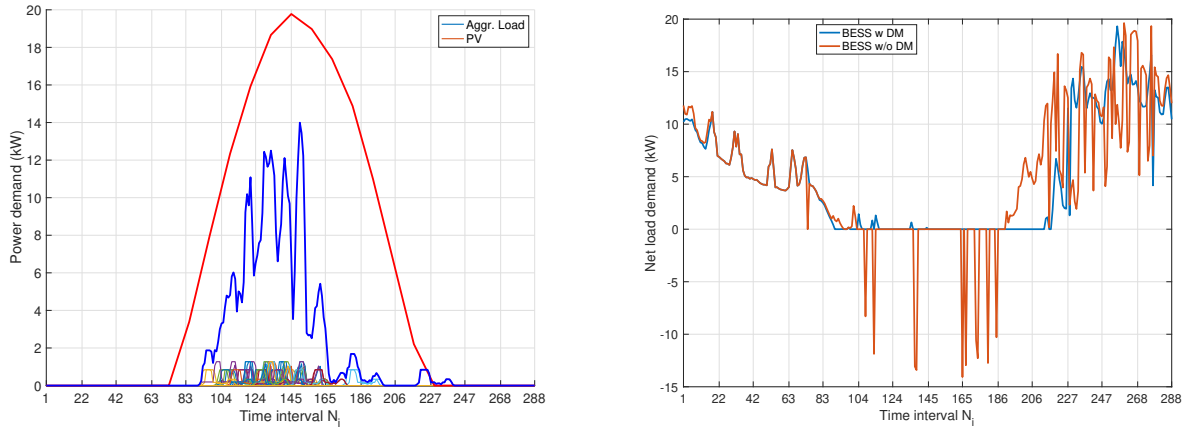 20
18
16
14
12
10
8
6
4
2
0
Power demand (kW)
1 22 42 63 83 104 124 145 165 186 206 227 247 268 288
Time interval N_i
Aggr. Load
PV
20
15
10
5
0
-5
-10
-15
Net load demand (kW)
1 22 42 63 83 104 124 145 165 186 206 227 247 268 288
Time interval N_i
BESS w DM
BESS w/o DM